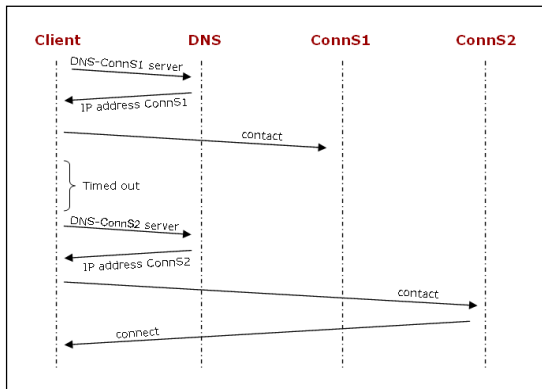 Client DNS ConnS1 ConnS2
DNS-ConnS1 server
IP address ConnS1
contact
Timed out
DNS-ConnS2 server
IP address ConnS2
contact
connect